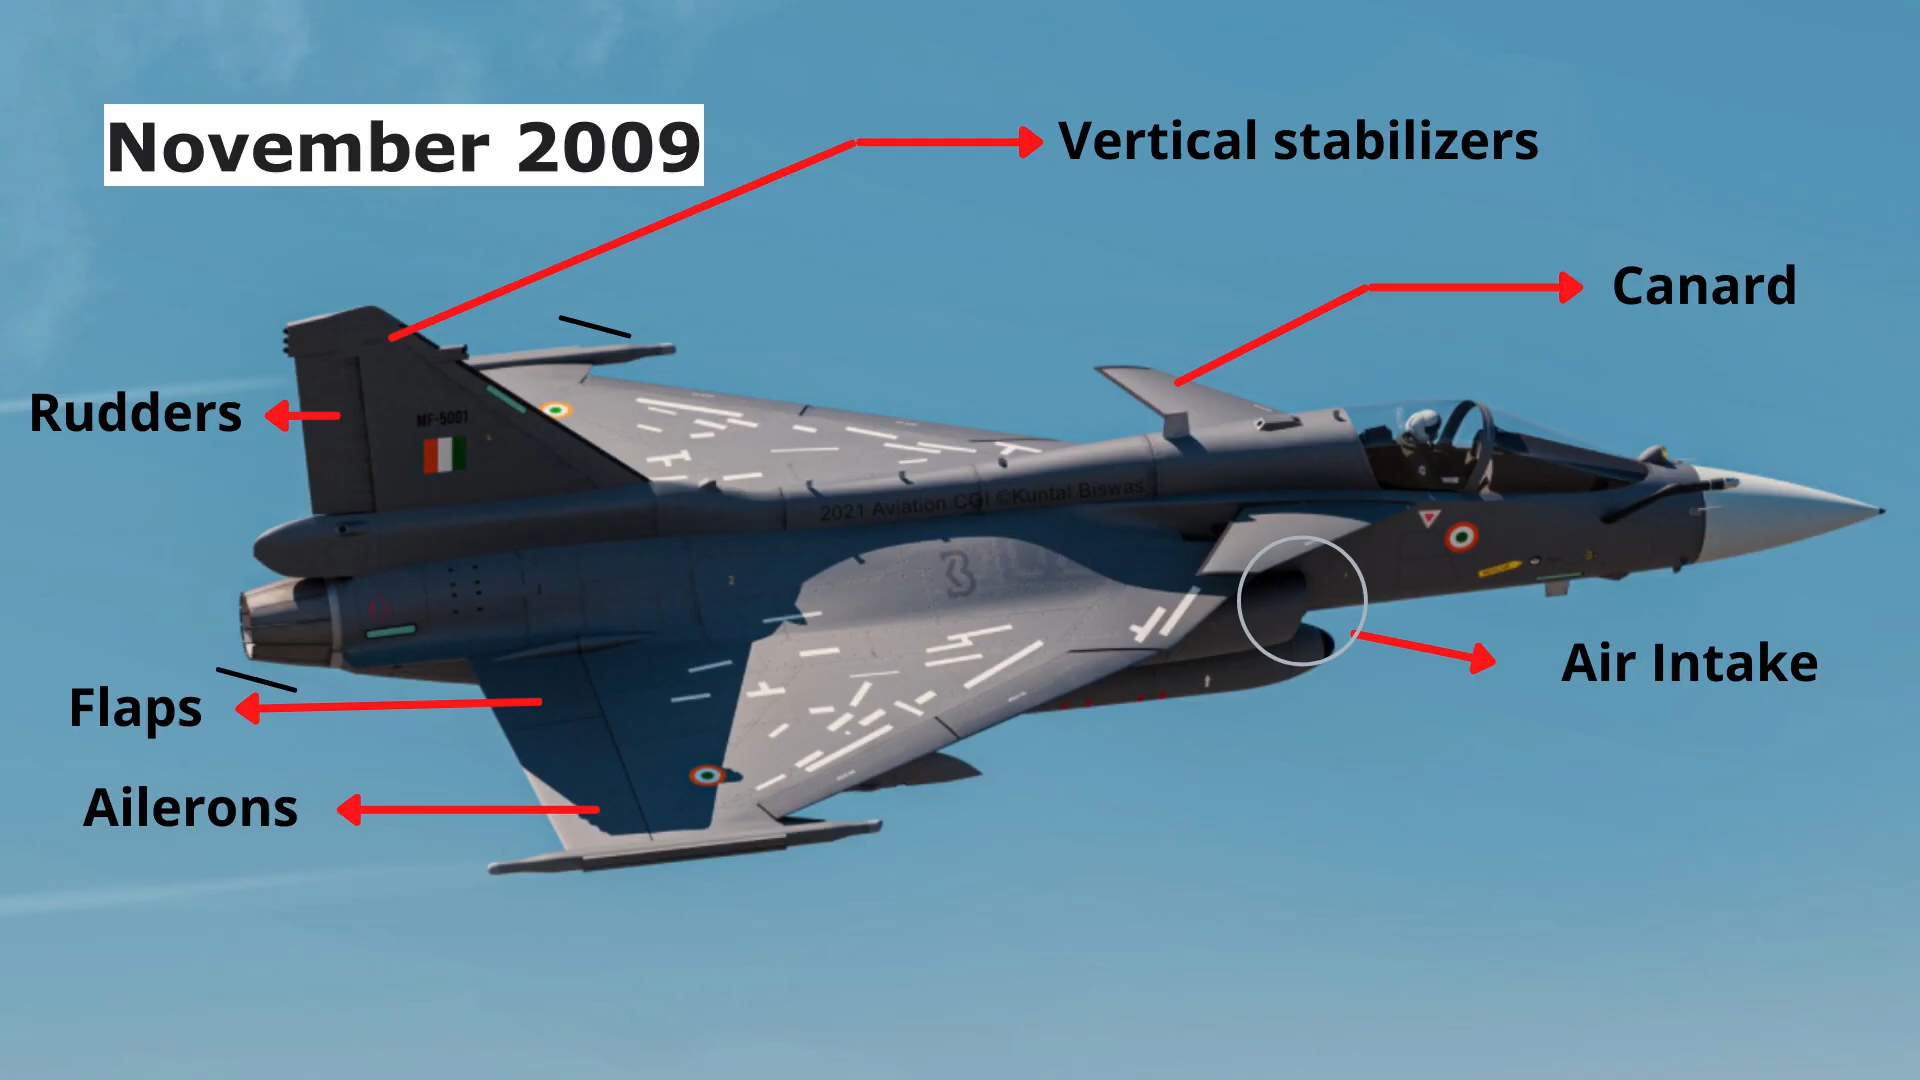 November 2009
Vertical stabilizers
Canard
Rudders
MF-5001
2021 Aviation CGI ©Kuntal Biswas
Air Intake
Flaps
Ailerons